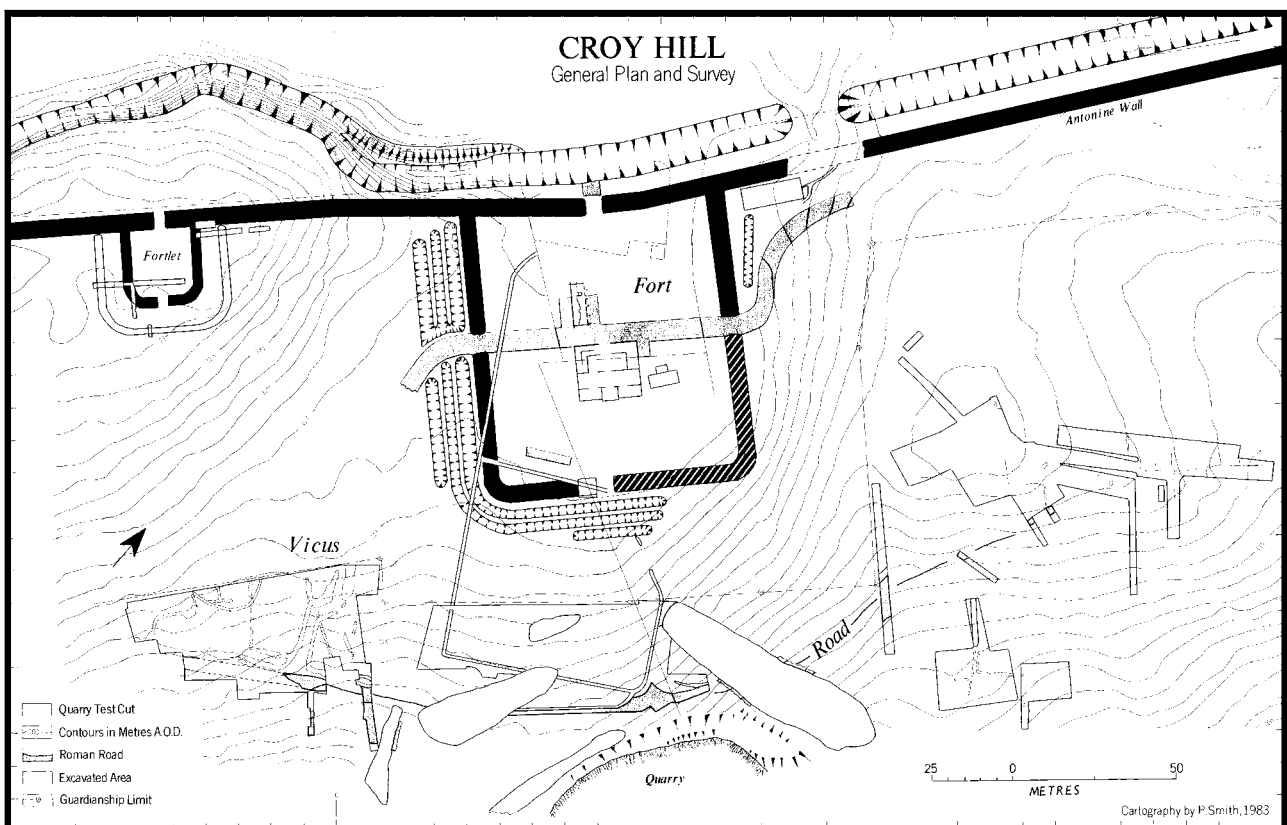 CROY HILL
General Plan and Survey
Antonine Wall
Fortlet
Fort
Vicus
Road
Quarry
Quarry Test Cut
Contours in Metres A.O.D.
Roman Road
Excavated Area
Guardianship Limit
25 0 50
METRES
Cartography by P. Smith, 1983